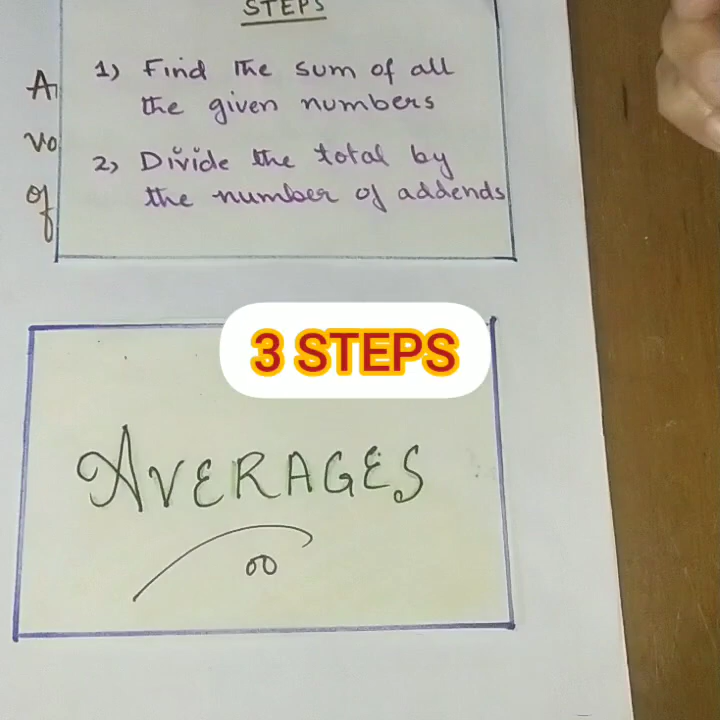 STEPS
1) Find the sum of all
the given numbers
2) Divide the total by
the number of addends
of
3 STEPS
AVERAGES